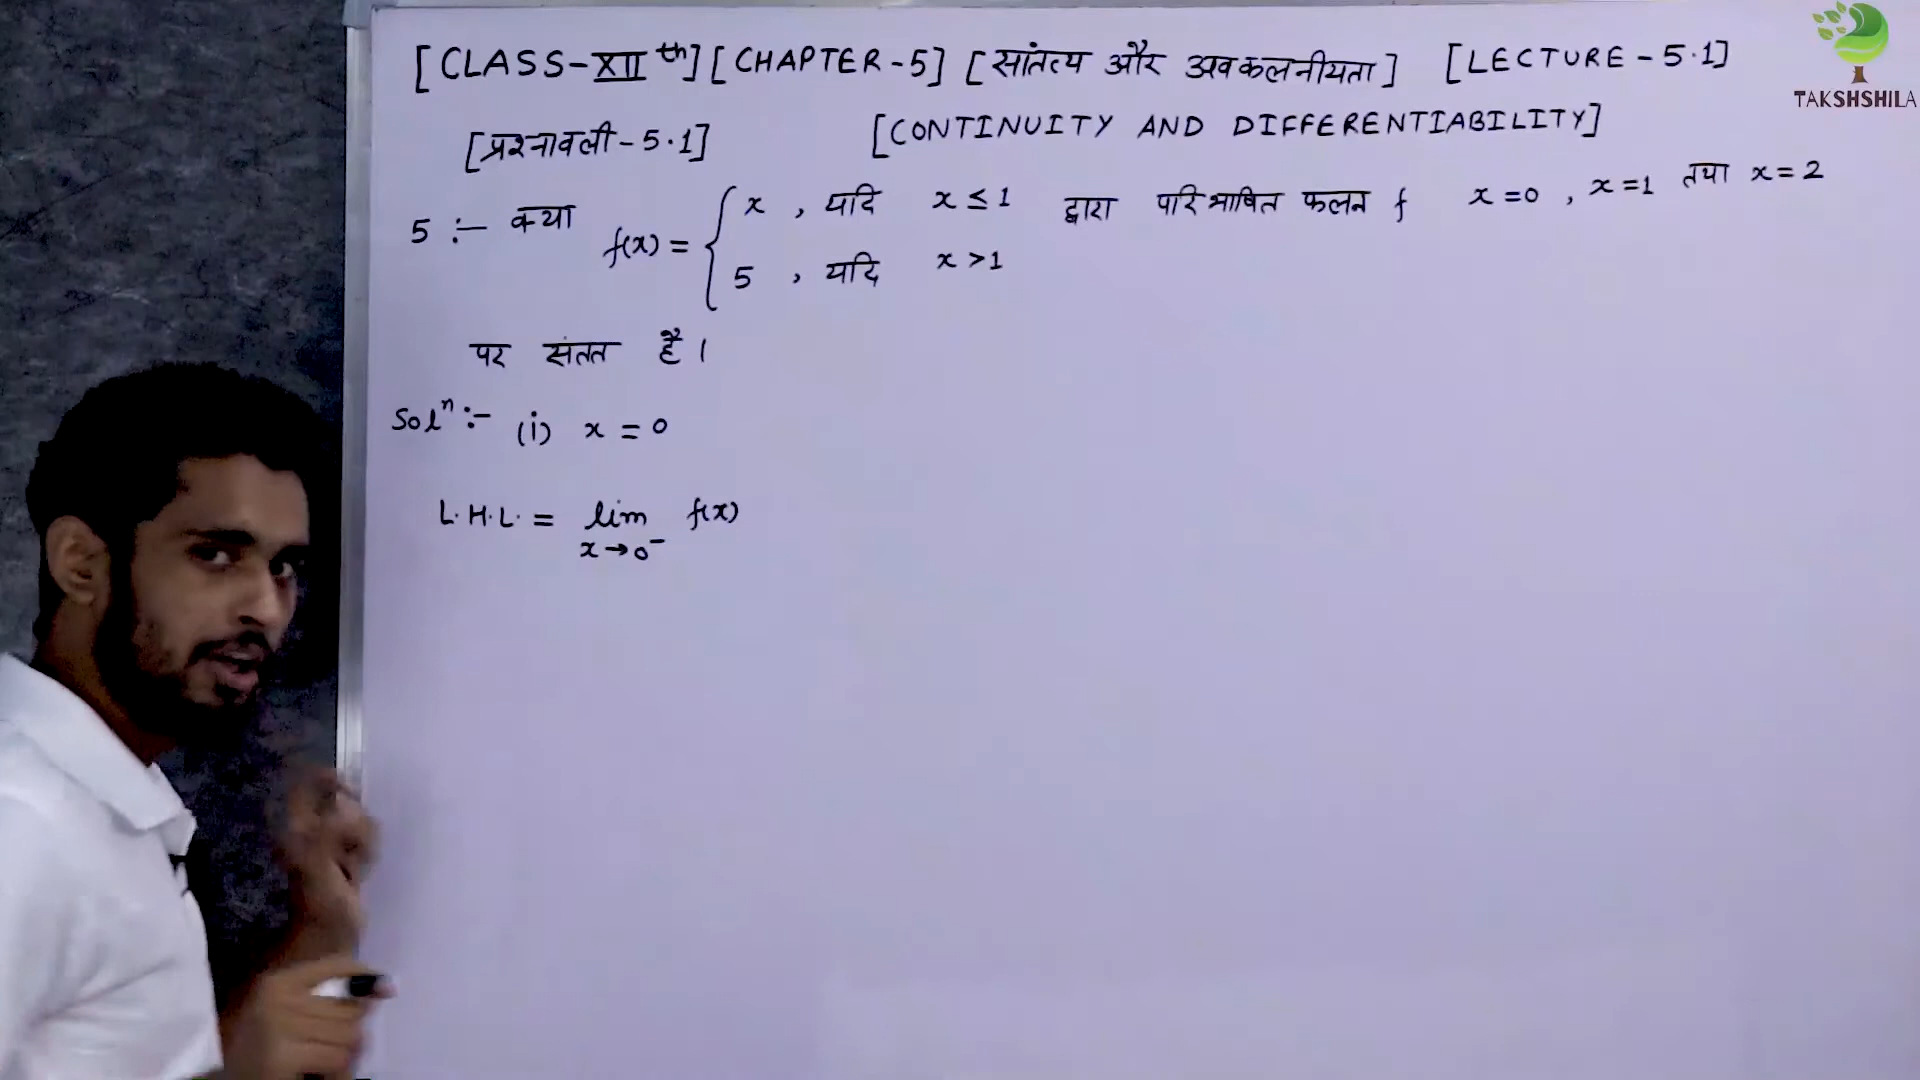 [CLASS-XII th] [CHAPTER-5] [सांतत्य और अवकलनीयता] [LECTURE-5.1]
TAKSHSHILA
[प्रश्नावली-5.1] [CONTINUITY AND DIFFERENTIABILITY]
5 :- क्या f(x) = { x , यदि x ≤ 1 द्वारा परिभाषित फलन f x=0 , x=1 तथा x=2
5 , यदि x >1
पर संतत है।
Solⁿ :- (i) x = 0
L.H.L. = lim f(x)
x→0⁻